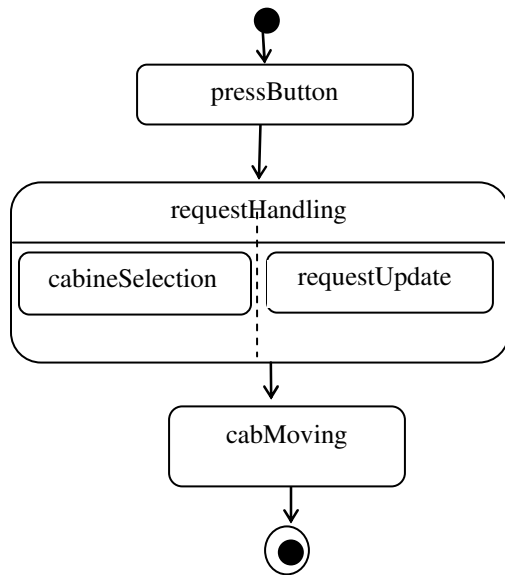 pressButton
requestHandling
cabineSelection
requestUpdate
cabMoving